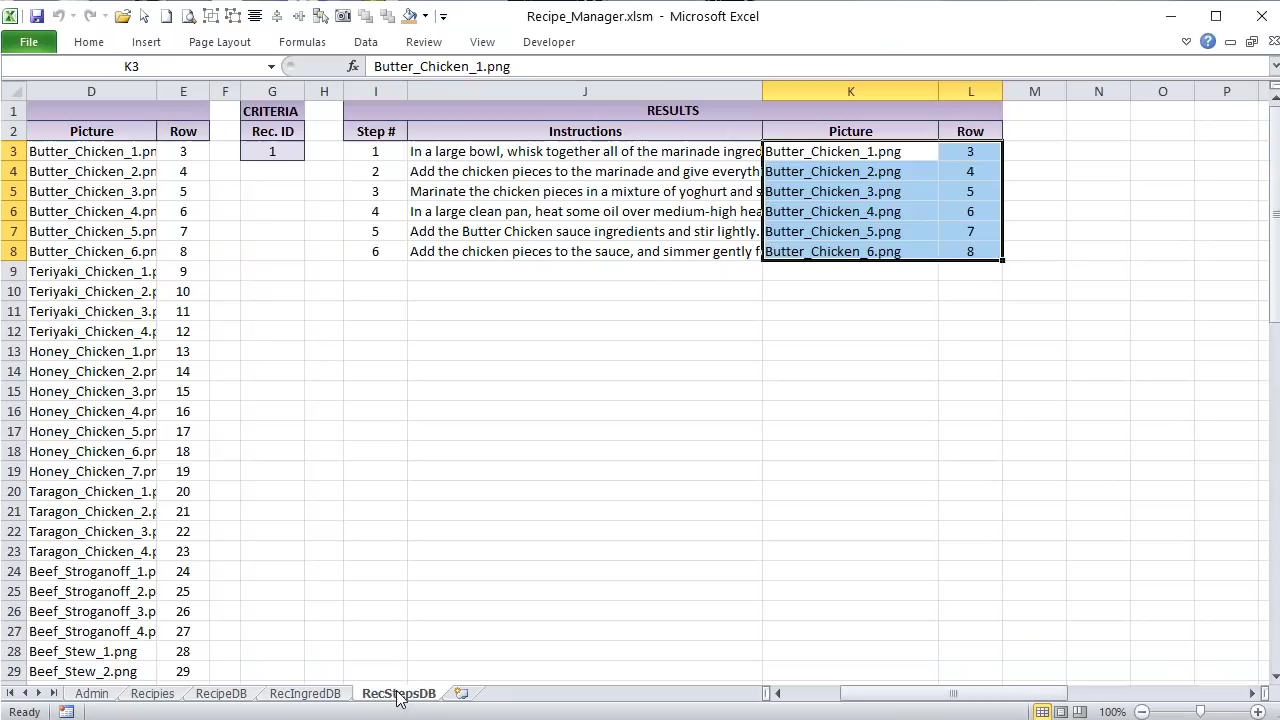 Recipe_Manager.xlsm - Microsoft Excel
File Home Insert Page Layout Formulas Data Review View Developer
K3 fx Butter_Chicken_1.png
D E F G H I J K L M N O P
1 CRITERIA RESULTS
2 Picture Row Rec. ID Step # Instructions Picture Row
3 Butter_Chicken_1.pn 3 1 1 In a large bowl, whisk together all of the marinade ingred Butter_Chicken_1.png 3
4 Butter_Chicken_2.pn 4 2 Add the chicken pieces to the marinade and give everyth Butter_Chicken_2.png 4
5 Butter_Chicken_3.pn 5 3 Marinate the chicken pieces in a mixture of yoghurt and s Butter_Chicken_3.png 5
6 Butter_Chicken_4.pn 6 4 In a large clean pan, heat some oil over medium-high hea Butter_Chicken_4.png 6
7 Butter_Chicken_5.pn 7 5 Add the Butter Chicken sauce ingredients and stir lightly. Butter_Chicken_5.png 7
8 Butter_Chicken_6.pn 8 6 Add the chicken pieces to the sauce, and simmer gently f Butter_Chicken_6.png 8
9 Teriyaki_Chicken_1.p 9
10 Teriyaki_Chicken_2.p 10
11 Teriyaki_Chicken_3.p 11
12 Teriyaki_Chicken_4.p 12
13 Honey_Chicken_1.pr 13
14 Honey_Chicken_2.pr 14
15 Honey_Chicken_3.pr 15
16 Honey_Chicken_4.pr 16
17 Honey_Chicken_5.pr 17
18 Honey_Chicken_6.pr 18
19 Honey_Chicken_7.pr 19
20 Taragon_Chicken_1.p 20
21 Taragon_Chicken_2.p 21
22 Taragon_Chicken_3.p 22
23 Taragon_Chicken_4.p 23
24 Beef_Stroganoff_1.p 24
25 Beef_Stroganoff_2.p 25
26 Beef_Stroganoff_3.p 26
27 Beef_Stroganoff_4.p 27
28 Beef_Stew_1.png 28
29 Beef_Stew_2.png 29
Admin Recipies RecipeDB RecIngredDB RecStepsDB
Ready 100%